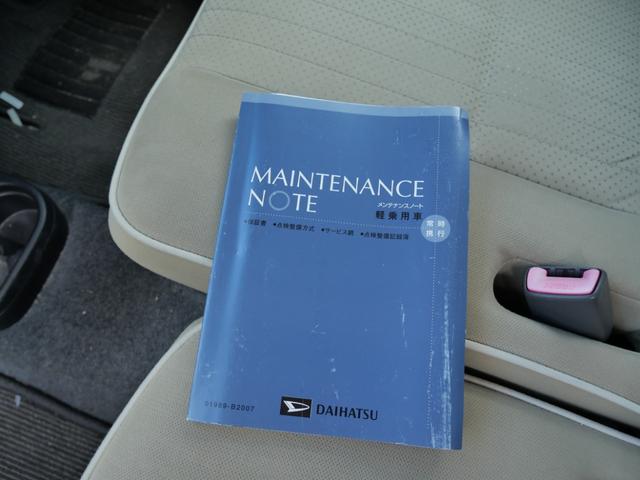 MAINTENANCE
NOTE
メンテナンスノート
軽乗用車
常時
携行
●保証書 ●点検整備方式 ●サービス網 ●点検整備記録簿
01989-B2007
DAIHATSU